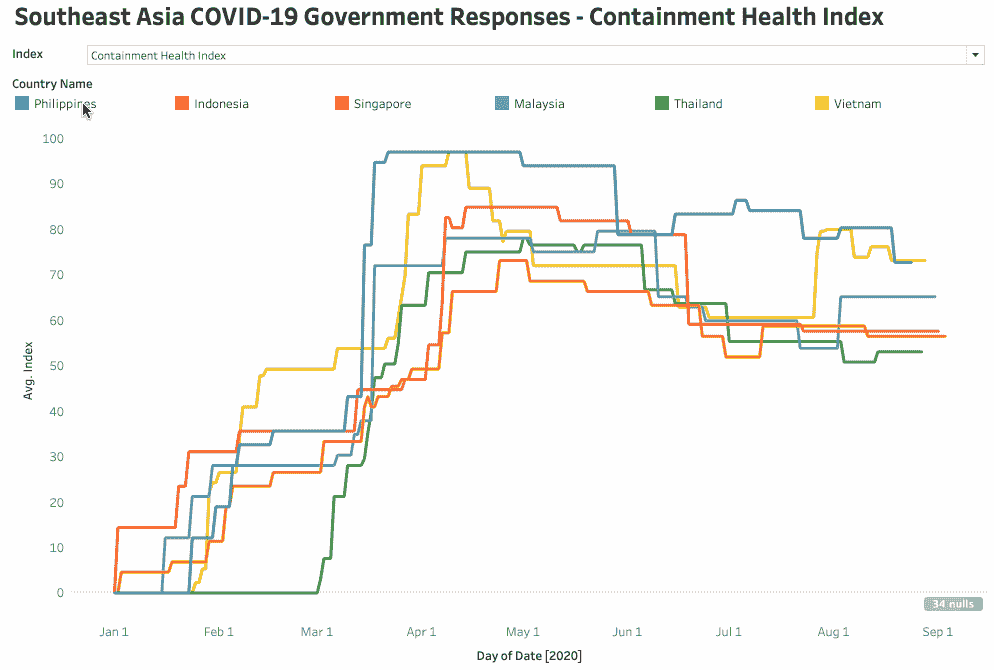 Southeast Asia COVID-19 Government Responses - Containment Health Index
Index
Containment Health Index
Country Name
Philippines
Indonesia
Singapore
Malaysia
Thailand
Vietnam
100
90
80
70
60
50
40
30
20
10
0
Avg. Index
34 nulls
Jan 1
Feb 1
Mar 1
Apr 1
May 1
Jun 1
Jul 1
Aug 1
Sep 1
Day of Date [2020]